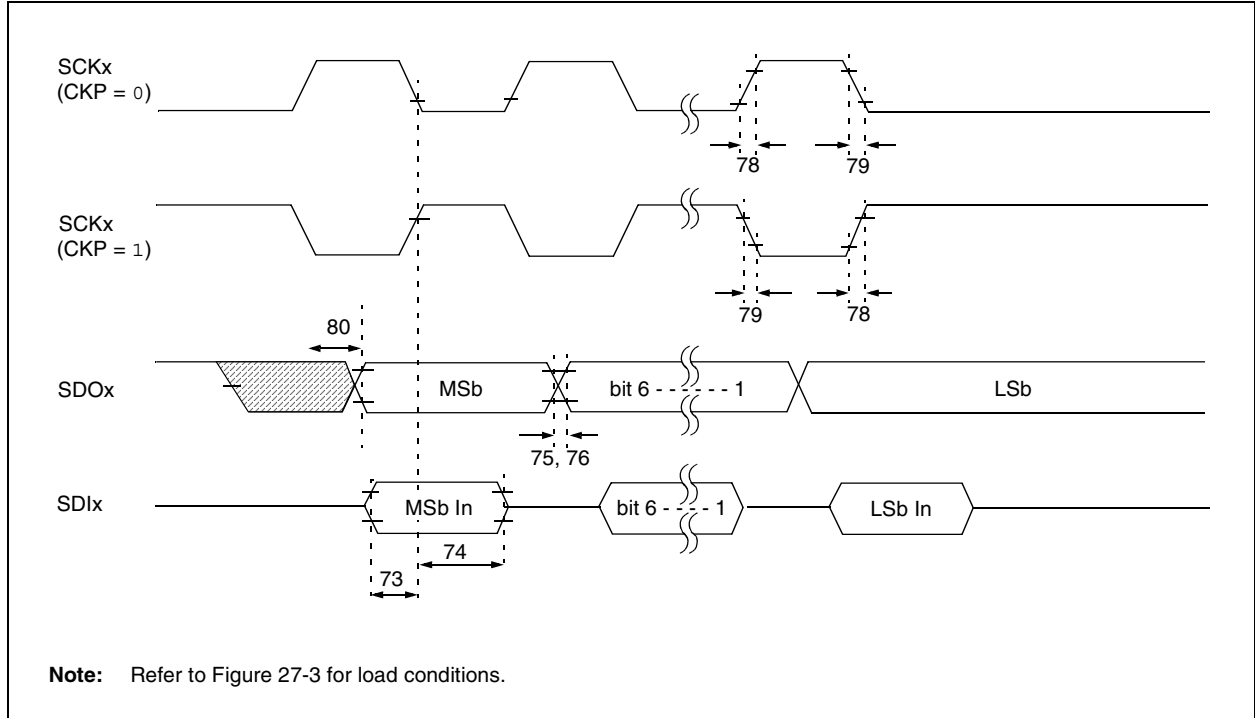 SCKx
(CKP = 0)
78
79
SCKx
(CKP = 1)
79
78
80
SDOx
MSb
bit 6 - - - - - - 1
LSb
75, 76
SDIx
MSb In
bit 6 - - - - - 1
LSb In
74
73
Note: Refer to Figure 27-3 for load conditions.